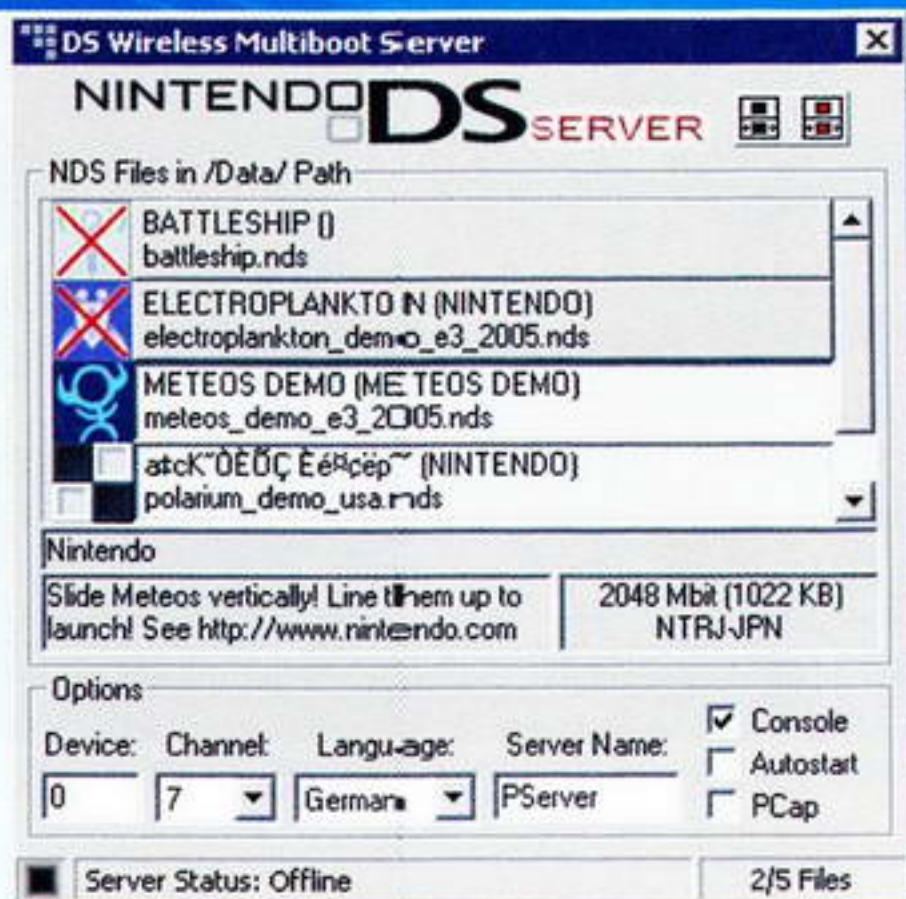 DS Wireless Multiboot Server
NINTENDO DS SERVER
NDS Files in /Data/ Path
BATTLESHIP ()
battleship.nds
ELECTROPLANKTON (NINTENDO)
electroplankton_demo_e3_2005.nds
METEOS DEMO (METEOS DEMO)
meteos_demo_e3_2005.nds
(NINTENDO)
polarium_demo_usa.nds
Nintendo
Slide Meteos vertically! Line them up to
launch! See http://www.nintendo.com
2048 Mbit (1022 KB)
NTRJ-JPN
Options
Device:
Channel:
Language:
Server Name:
0
7
German
PServer
Console
Autostart
PCap
Server Status: Offline
2/5 Files